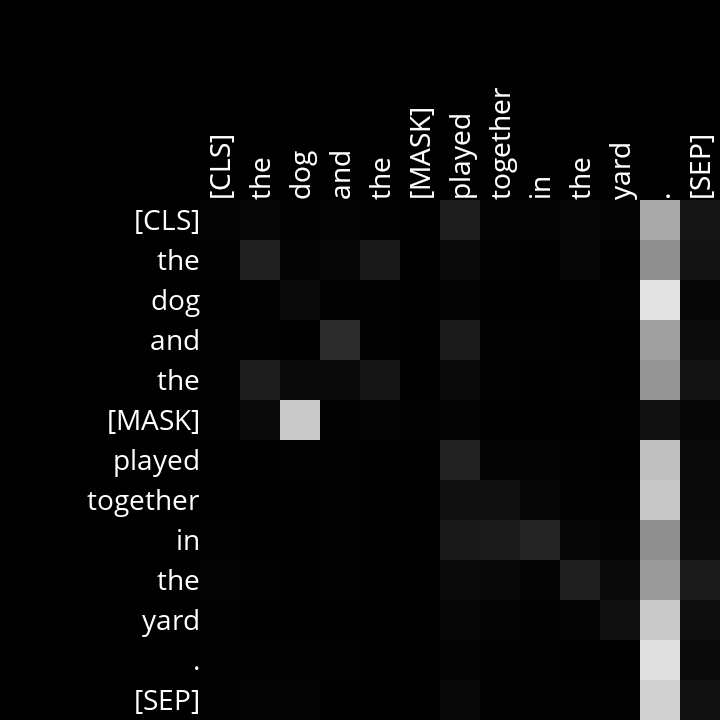 [CLS] the dog and the [MASK] played together in the yard . [SEP]
[CLS]
the
dog
and
the
[MASK]
played
together
in
the
yard
.
[SEP]